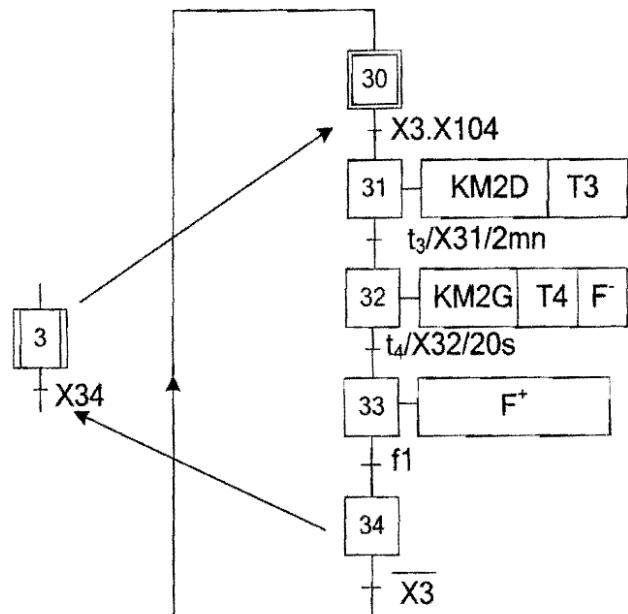 30
X3.X104
31 KM2D T3
t₃/X31/2mn
32 KM2G T4 F⁻
3
t₄/X32/20s
X34
33 F⁺
f1
34
X̅3̅